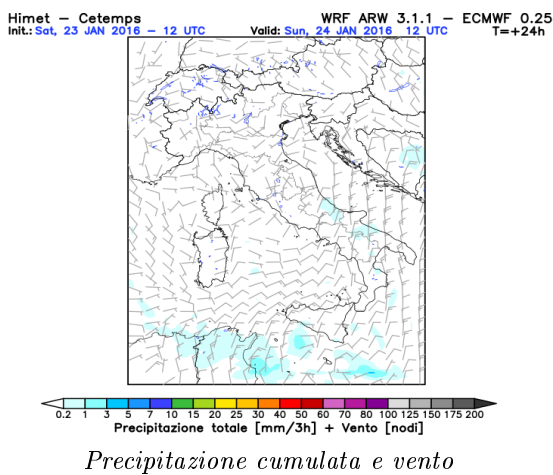 Himet – Cetemps WRF ARW 3.1.1 – ECMWF 0.25
Init.: Sat, 23 JAN 2016 – 12 UTC Valid: Sun, 24 JAN 2016 12 UTC T=+24h
0.2 1 3 5 7 10 15 20 25 30 40 50 60 70 80 100 125 150 175 200
Precipitazione totale [mm/3h] + Vento [nodi]
Precipitazione cumulata e vento